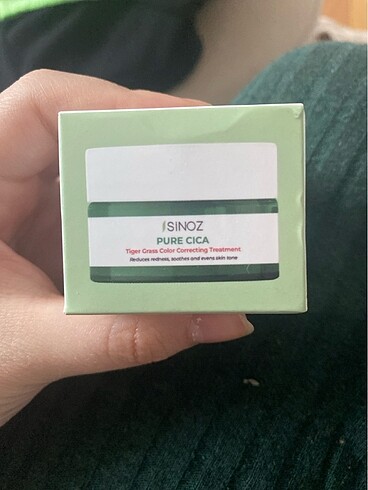 SINOZ
PURE CICA
Tiger Grass Color Correcting Treatment
Reduces redness, soothes and evens skin tone